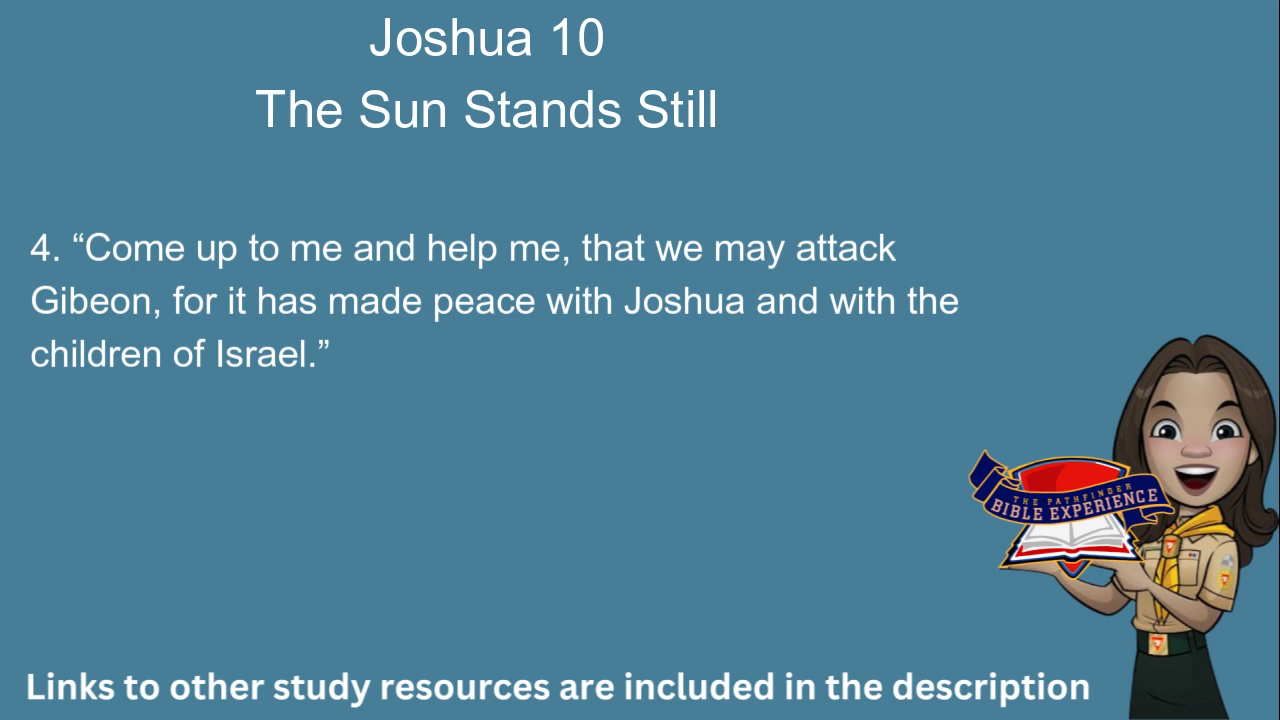 Joshua 10
The Sun Stands Still
4. “Come up to me and help me, that we may attack
Gibeon, for it has made peace with Joshua and with the
children of Israel.”
THE PATHFINDER
BIBLE EXPERIENCE
Links to other study resources are included in the description